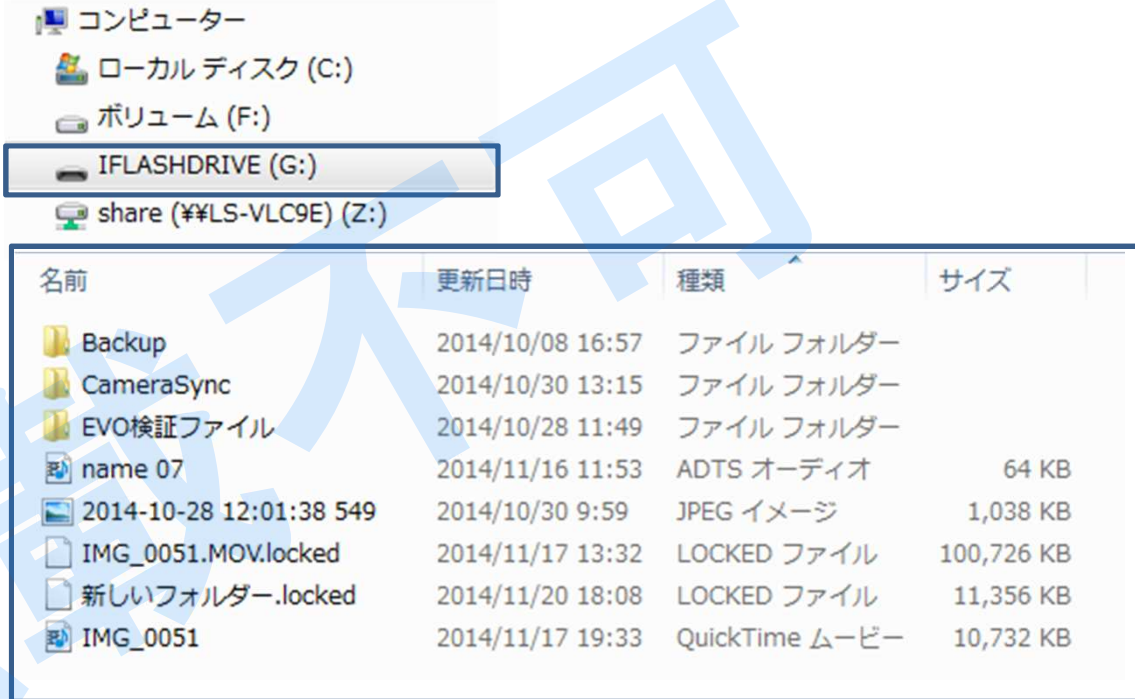 コンピューター
ローカル ディスク (C:)
ボリューム (F:)
IFLASHDRIVE (G:)
share (¥¥LS-VLC9E) (Z:)
名前 更新日時 種類 サイズ
Backup 2014/10/08 16:57 ファイル フォルダー
CameraSync 2014/10/30 13:15 ファイル フォルダー
EVO検証ファイル 2014/10/28 11:49 ファイル フォルダー
name 07 2014/11/16 11:53 ADTS オーディオ 64 KB
2014-10-28 12:01:38 549 2014/10/30 9:59 JPEG イメージ 1,038 KB
IMG_0051.MOV.locked 2014/11/17 13:32 LOCKED ファイル 100,726 KB
新しいフォルダー.locked 2014/11/20 18:08 LOCKED ファイル 11,356 KB
IMG_0051 2014/11/17 19:33 QuickTime ムービー 10,732 KB
載不可